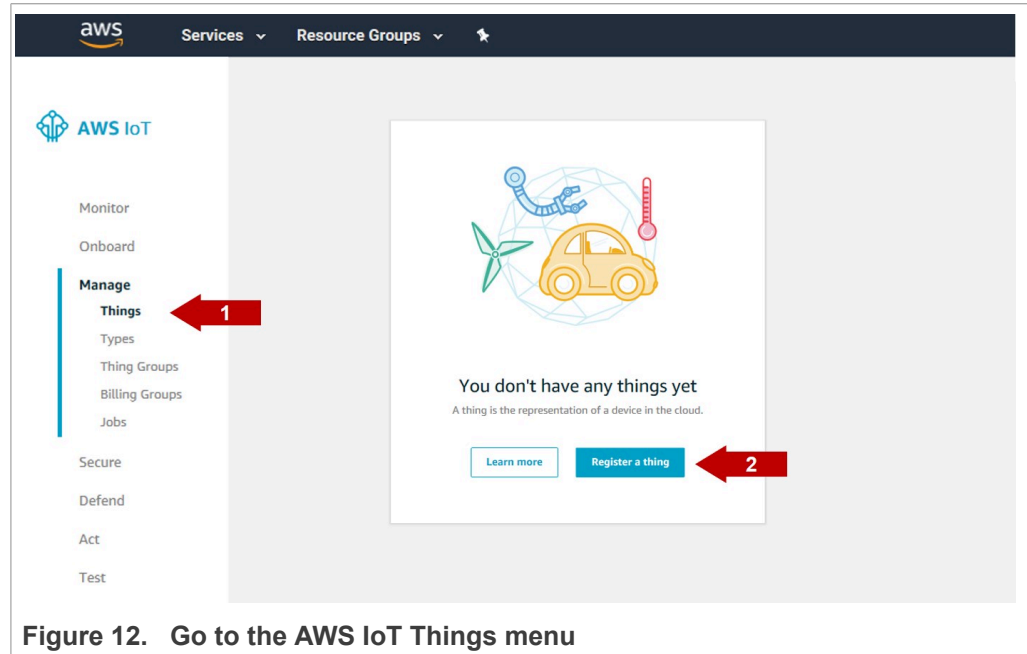 aws
Services
Resource Groups
AWS IoT
Monitor
Onboard
Manage
Things
1
Types
Thing Groups
Billing Groups
Jobs
Secure
Defend
Act
Test
You don't have any things yet
A thing is the representation of a device in the cloud.
Learn more
Register a thing
2
Figure 12. Go to the AWS IoT Things menu